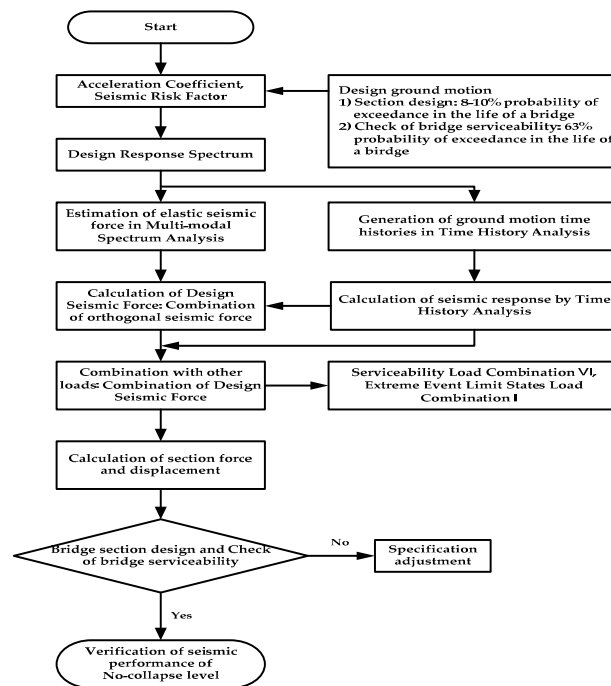 Start
Acceleration Coefficient,
Seismic Risk Factor
Design ground motion
1) Section design: 8-10% probability of
exceedance in the life of a bridge
2) Check of bridge serviceability: 63%
probability of exceedance in the life of
a birdge
Design Response Spectrum
Estimation of elastic seismic
force in Multi-modal
Spectrum Analysis
Generation of ground motion time
histories in Time History Analysis
Calculation of Design
Seismic Force: Combination
of orthogonal seismic force
Calculation of seismic response by Time
History Analysis
Combination with other
loads: Combination of Design
Seismic Force
Serviceability Load Combination Ⅵ,
Extreme Event Limit States Load
Combination Ⅰ
Calculation of section force
and displacement
Bridge section design and Check
of bridge serviceability
No
Specification
adjustment
Yes
Verification of seismic
performance of
No-collapse level